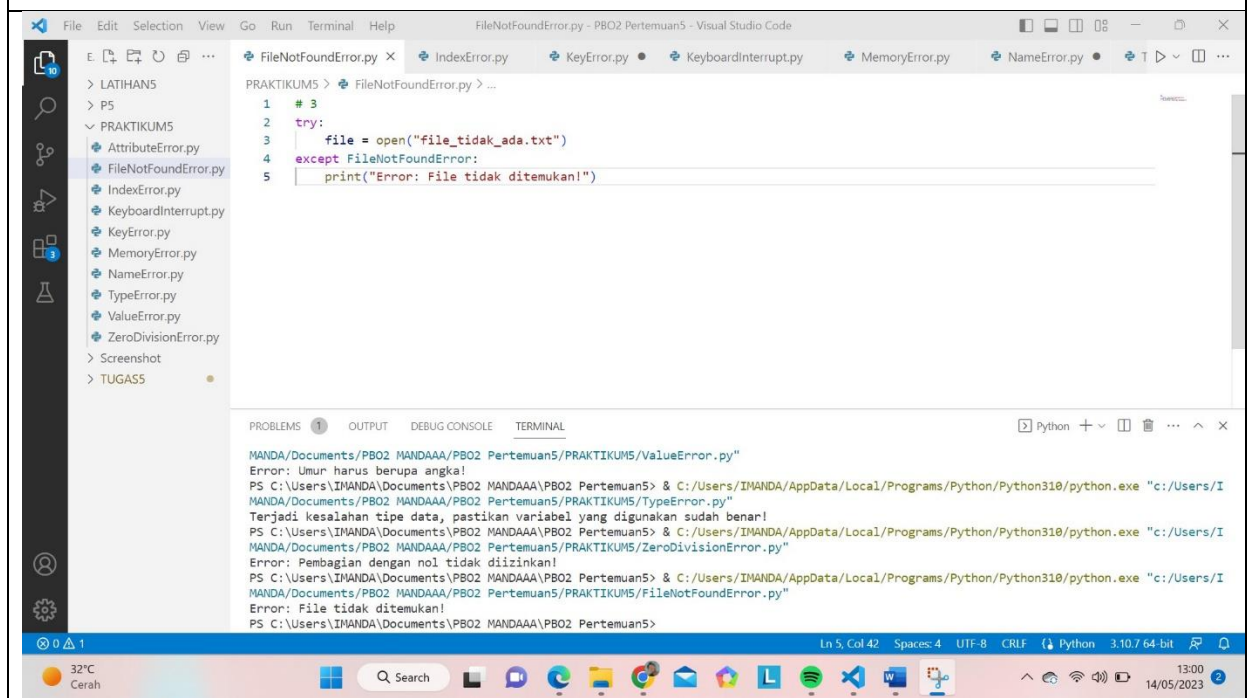 File Edit Selection View Go Run Terminal Help FileNotFoundError.py - PBO2 Pertemuan5 - Visual Studio Code
E. FileNotFoundError.py IndexError.py KeyError.py KeyboardInterrupt.py MemoryError.py NameError.py T
10
> LATIHAN5
> P5
PRAKTIKUM5
AttributeError.py
FileNotFoundError.py
IndexError.py
KeyboardInterrupt.py
KeyError.py
MemoryError.py
NameError.py
TypeError.py
ValueError.py
ZeroDivisionError.py
> Screenshot
> TUGAS5
3
PRAKTIKUM5 > FileNotFoundError.py > ...
1 # 3
2 try:
3 file = open("file_tidak_ada.txt")
4 except FileNotFoundError:
5 print("Error: File tidak ditemukan!")
PROBLEMS 1 OUTPUT DEBUG CONSOLE TERMINAL Python
MANDA/Documents/PBO2 MANDAAA/PBO2 Pertemuan5/PRAKTIKUM5/ValueError.py"
Error: Umur harus berupa angka!
PS C:\Users\IMANDA\Documents\PBO2 MANDAAA\PBO2 Pertemuan5> & C:/Users/IMANDA/AppData/Local/Programs/Python/Python310/python.exe "c:/Users/I
MANDA/Documents/PBO2 MANDAAA/PBO2 Pertemuan5/PRAKTIKUM5/TypeError.py"
Terjadi kesalahan tipe data, pastikan variabel yang digunakan sudah benar!
PS C:\Users\IMANDA\Documents\PBO2 MANDAAA\PBO2 Pertemuan5> & C:/Users/IMANDA/AppData/Local/Programs/Python/Python310/python.exe "c:/Users/I
MANDA/Documents/PBO2 MANDAAA/PBO2 Pertemuan5/PRAKTIKUM5/ZeroDivisionError.py"
Error: Pembagian dengan nol tidak diizinkan!
PS C:\Users\IMANDA\Documents\PBO2 MANDAAA\PBO2 Pertemuan5> & C:/Users/IMANDA/AppData/Local/Programs/Python/Python310/python.exe "c:/Users/I
MANDA/Documents/PBO2 MANDAAA/PBO2 Pertemuan5/PRAKTIKUM5/FileNotFoundError.py"
Error: File tidak ditemukan!
PS C:\Users\IMANDA\Documents\PBO2 MANDAAA\PBO2 Pertemuan5>
0 1 Ln 5, Col 42 Spaces: 4 UTF-8 CRLF Python 3.10.7 64-bit
32°C
Cerah
Search
13:00
14/05/2023
2